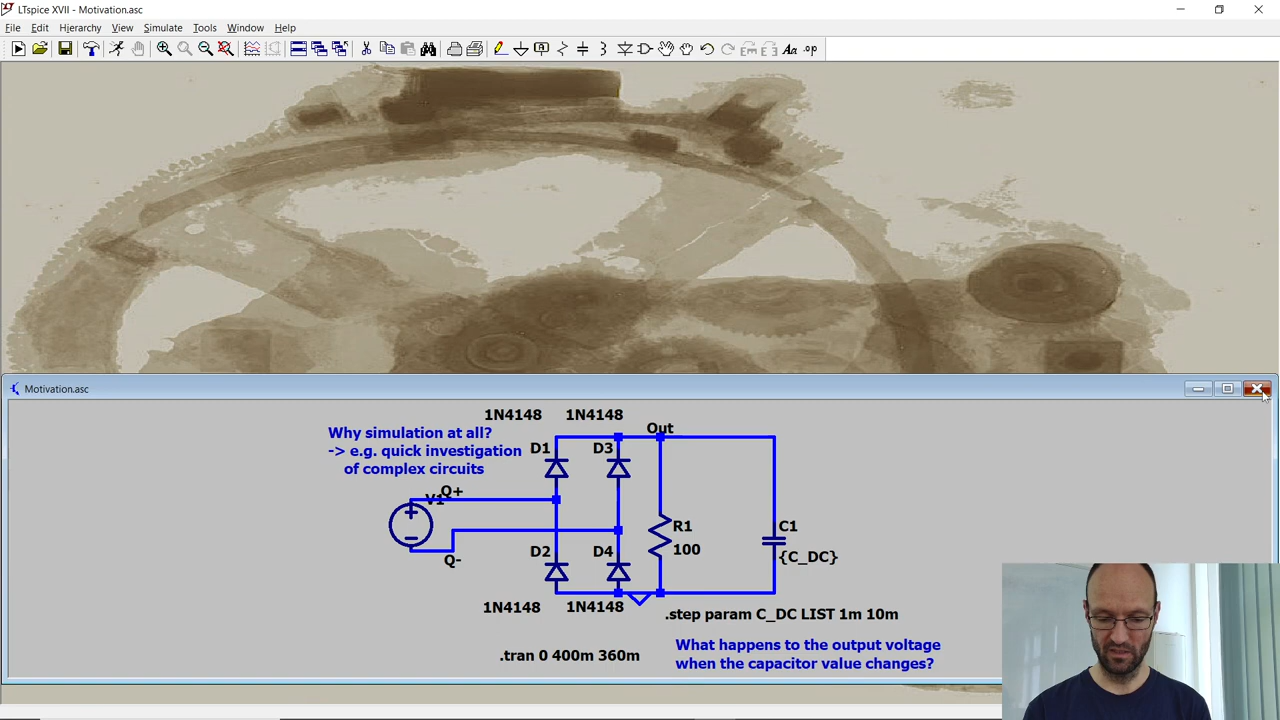 LTspice XVII - Motivation.asc
File Edit Hierarchy View Simulate Tools Window Help
Motivation.asc
1N4148 1N4148
Why simulation at all?
-> e.g. quick investigation
of complex circuits
Out
D1 D3
Q+
V1
Q-
R1
100
C1
{C_DC}
D2 D4
1N4148 1N4148
.step param C_DC LIST 1m 10m
.tran 0 400m 360m
What happens to the output voltage
when the capacitor value changes?